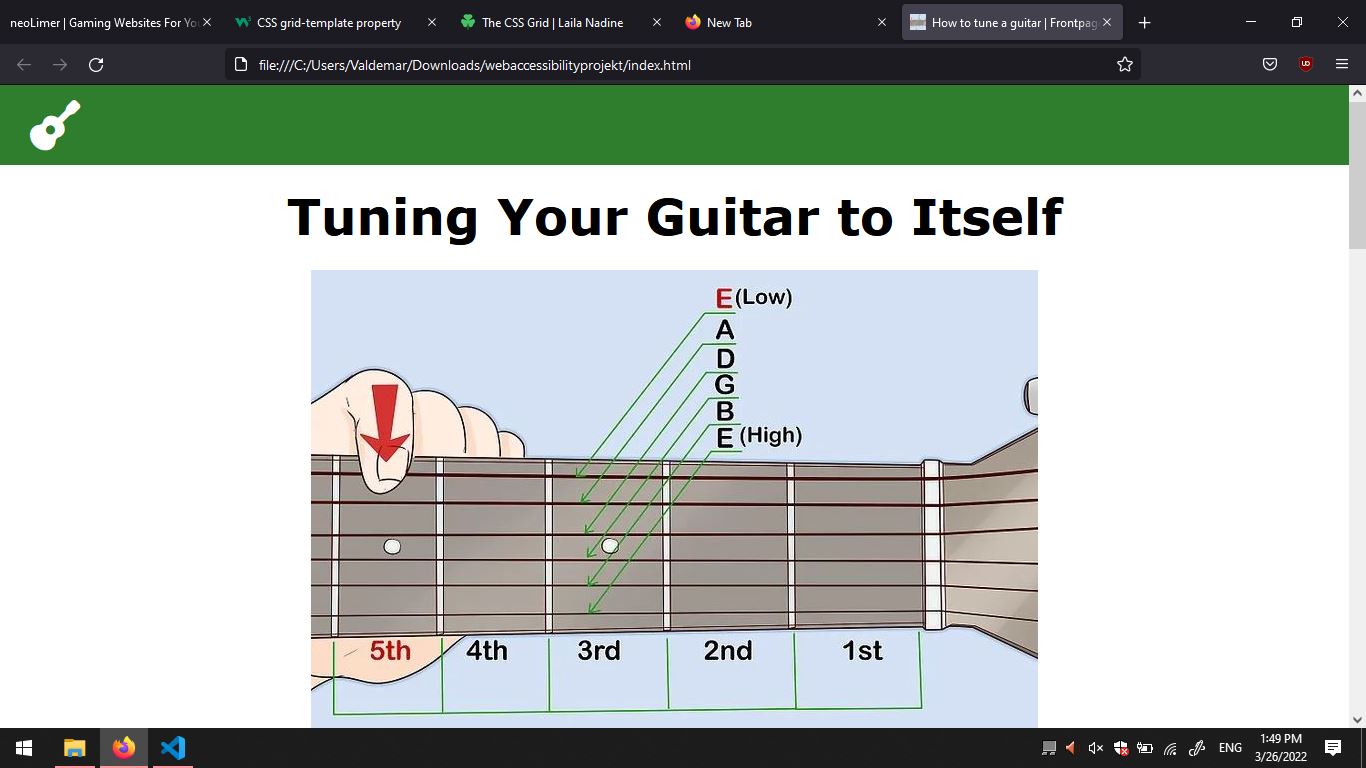 neoLimer | Gaming Websites For Yo
CSS grid-template property
The CSS Grid | Laila Nadine
New Tab
How to tune a guitar | Frontpag
file:///C:/Users/Valdemar/Downloads/webaccessibilityprojekt/index.html
Tuning Your Guitar to Itself
E (Low)
A
D
G
B
E (High)
5th 4th 3rd 2nd 1st
ENG
1:49 PM
3/26/2022